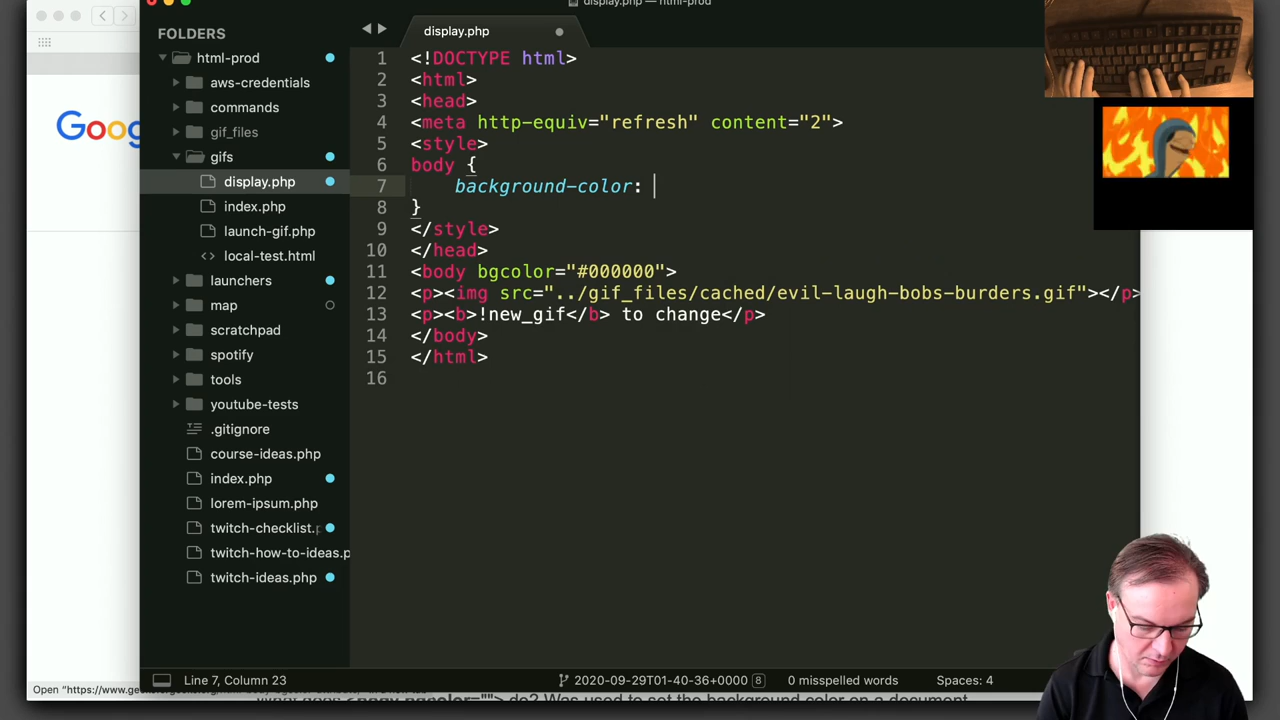 display.php — html-prod
FOLDERS
html-prod
aws-credentials
commands
gif_files
gifs
display.php
index.php
launch-gif.php
local-test.html
launchers
map
scratchpad
spotify
tools
youtube-tests
.gitignore
course-ideas.php
index.php
lorem-ipsum.php
twitch-checklist.p
twitch-how-to-ideas.p
twitch-ideas.php
display.php
1 <!DOCTYPE html>
2 <html>
3 <head>
4 <meta http-equiv="refresh" content="2">
5 <style>
6 body {
7 background-color:
8 }
9 </style>
10 </head>
11 <body bgcolor="#000000">
12 <p><img src="../gif_files/cached/evil-laugh-bobs-burders.gif"></p>
13 <p><b>!new_gif</b> to change</p>
14 </body>
15 </html>
16
Line 7, Column 23
2020-09-29T01-40-36+0000 8
0 misspelled words
Spaces: 4
Goog
Open "https://www.ge